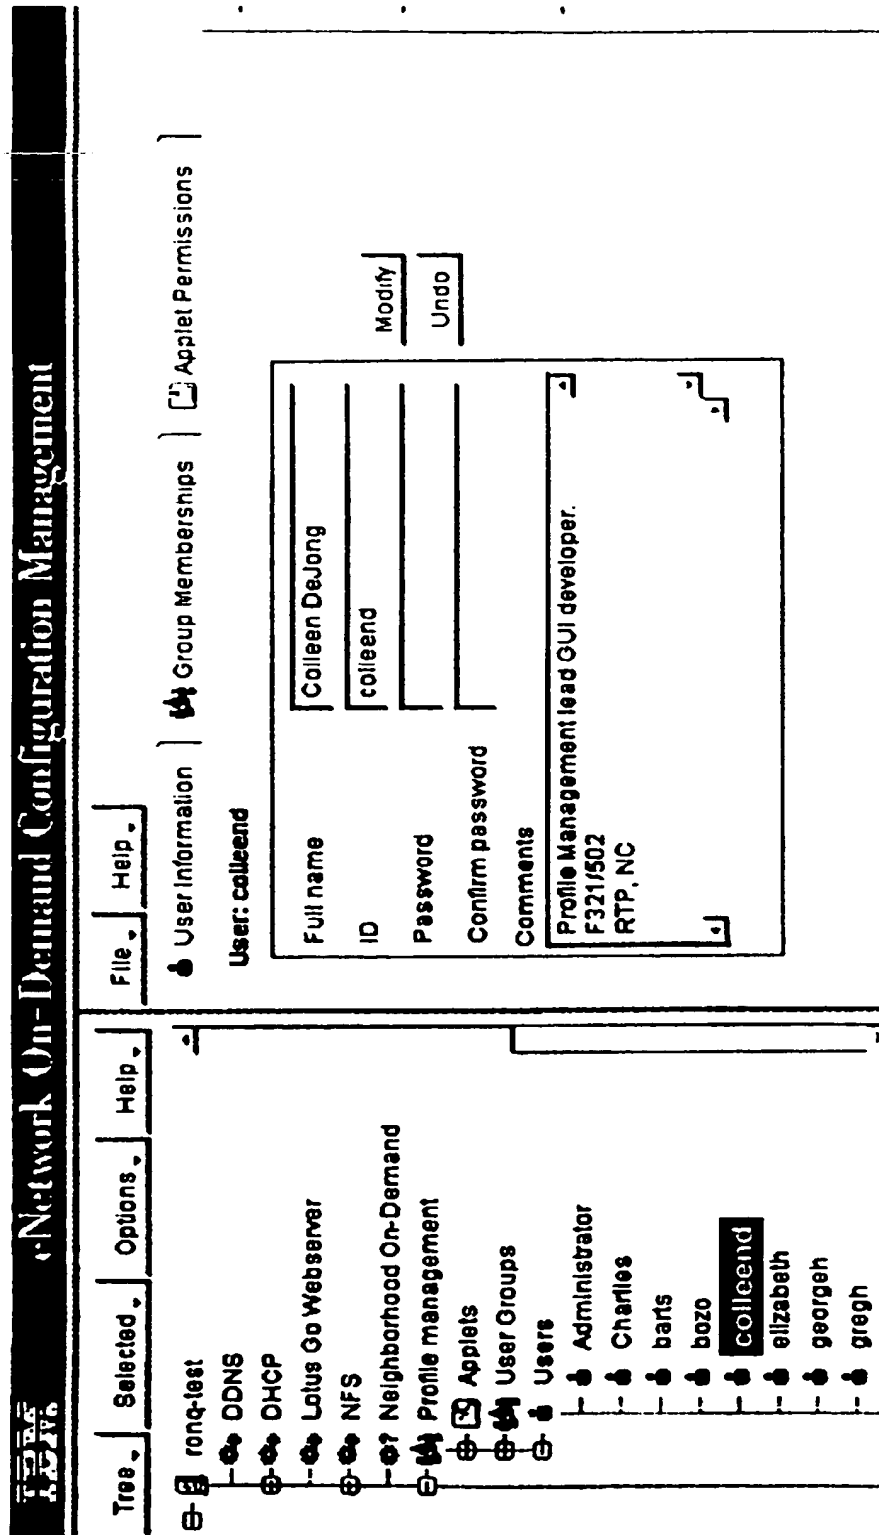 IBM eNetwork On-Demand Configuration Management
Tree Selected Options Help
ronq-test
DDNS
DHCP
Lotus Go Webserver
NFS
Neighborhood On-Demand
Profile management
Applets
User Groups
Users
Administrator
Charlies
barts
bozo
colleend
elizabeth
georgeh
gregh
File Help
User Information Group Memberships Applet Permissions
User: colleend
Full name Colleen DeJong
ID colleend
Password
Confirm password
Comments
Profile Management lead GUI developer.
F321/502
RTP, NC
Modify
Undo